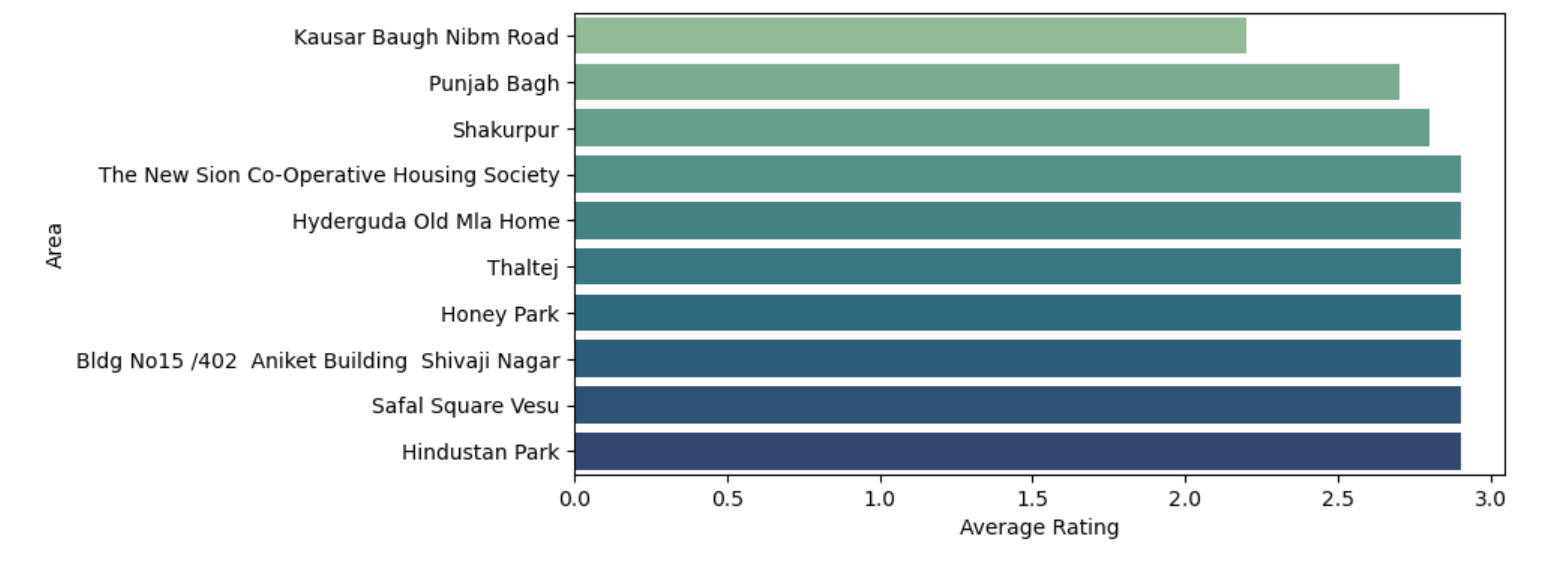 Kausar Baugh Nibm Road
Punjab Bagh
Shakurpur
The New Sion Co-Operative Housing Society
Hyderguda Old Mla Home
Thaltej
Honey Park
Bldg No15 /402  Aniket Building  Shivaji Nagar
Safal Square Vesu
Hindustan Park
Area
0.0 0.5 1.0 1.5 2.0 2.5 3.0
Average Rating